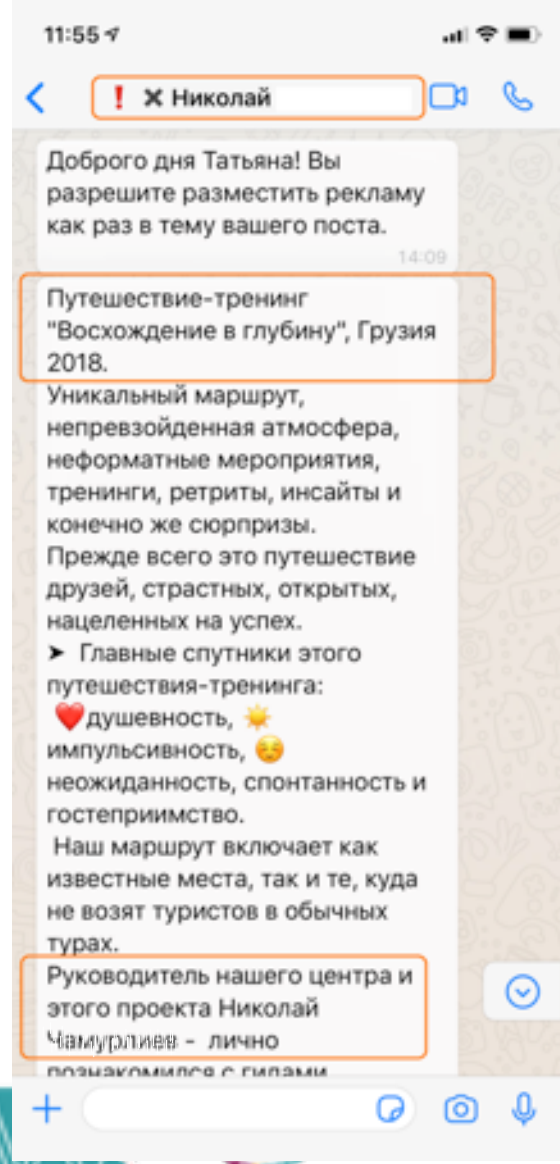 11:55
❗ ✖ Николай
Доброго дня Татьяна! Вы
разрешите разместить рекламу
как раз в тему вашего поста.
14:09
Путешествие-тренинг
"Восхождение в глубину", Грузия
2018.
Уникальный маршрут,
непревзойденная атмосфера,
неформатные мероприятия,
тренинги, ретриты, инсайты и
конечно же сюрпризы.
Прежде всего это путешествие
друзей, страстных, открытых,
нацеленных на успех.
➤ Главные спутники этого
путешествия-тренинга:
❤️душевность, ☀️
импульсивность, ☺️
неожиданность, спонтанность и
гостеприимство.
Наш маршрут включает как
известные места, так и те, куда
не возят туристов в обычных
турах.
Руководитель нашего центра и
этого проекта Николай
- лично
познакомился с гидами